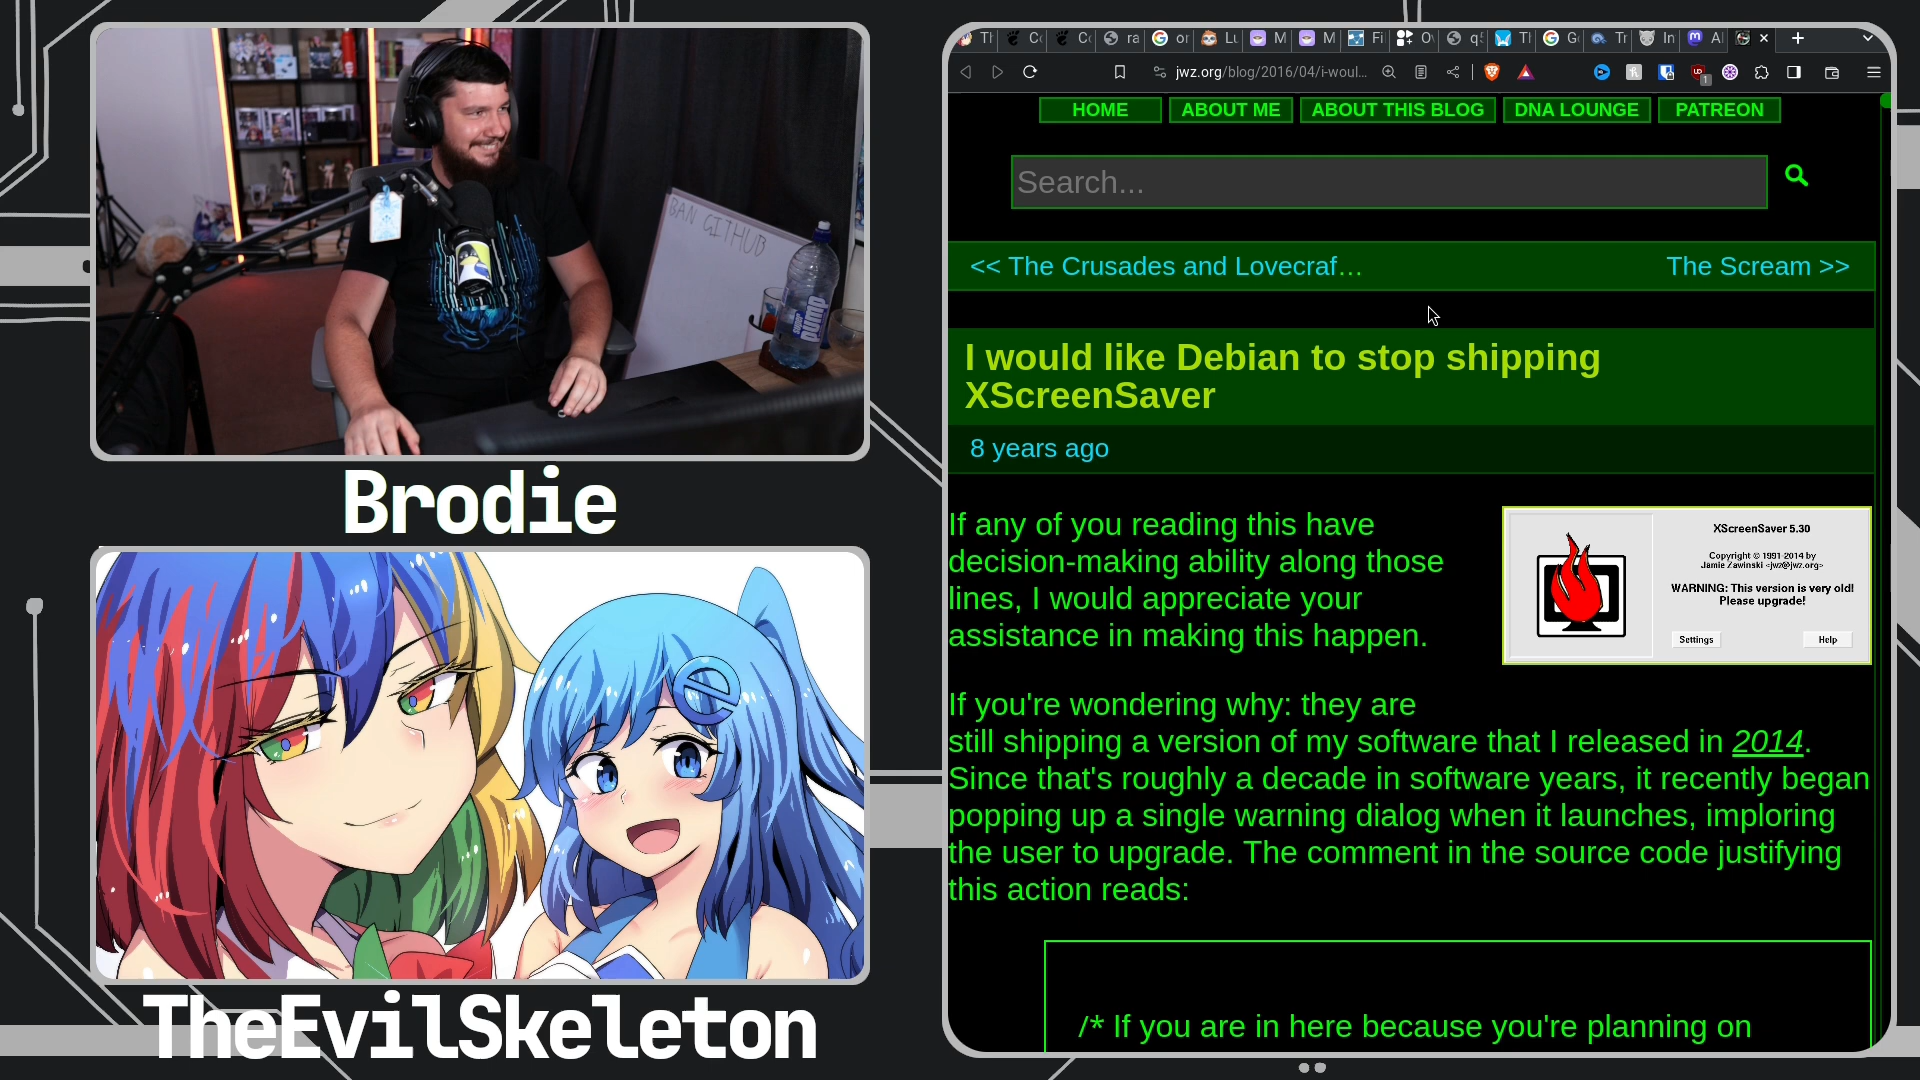 jwz.org/blog/2016/04/i-woul...
HOME
ABOUT ME
ABOUT THIS BLOG
DNA LOUNGE
PATREON
Search...
<< The Crusades and Lovecraf…
The Scream >>
I would like Debian to stop shipping
XScreenSaver
8 years ago
If any of you reading this have
decision-making ability along those
lines, I would appreciate your
assistance in making this happen.
XScreenSaver 5.30
Copyright © 1991-2014 by
Jamie Zawinski <jwz@jwz.org>
WARNING: This version is very old!
Please upgrade!
Settings
Help
If you're wondering why: they are
still shipping a version of my software that I released in 2014.
Since that's roughly a decade in software years, it recently began
popping up a single warning dialog when it launches, imploring
the user to upgrade. The comment in the source code justifying
this action reads:
/* If you are in here because you're planning on
BAN GITHUB
pump
Brodie
TheEvilSkeleton